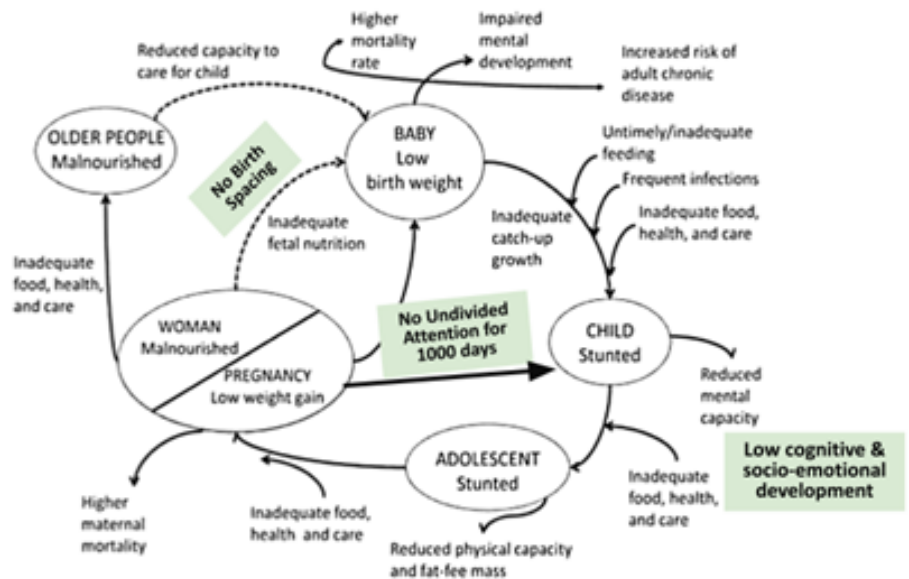 Higher
mortality
rate
Impaired
mental
development
Reduced capacity to
care for child
Increased risk of
adult chronic
disease
OLDER PEOPLE
Malnourished
BABY
Low
birth weight
Untimely/inadequate
feeding
No Birth
Spacing
Frequent infections
Inadequate
fetal nutrition
Inadequate
catch-up
growth
Inadequate food,
health, and care
Inadequate
food, health,
and care
WOMAN
Malnourished
No Undivided
Attention for
1000 days
CHILD
Stunted
PREGNANCY
Low weight gain
Reduced
mental
capacity
Low cognitive &
socio-emotional
development
ADOLESCENT
Stunted
Inadequate
food, health,
and care
Higher
maternal
mortality
Inadequate food,
health and care
Reduced physical capacity
and fat-fee mass